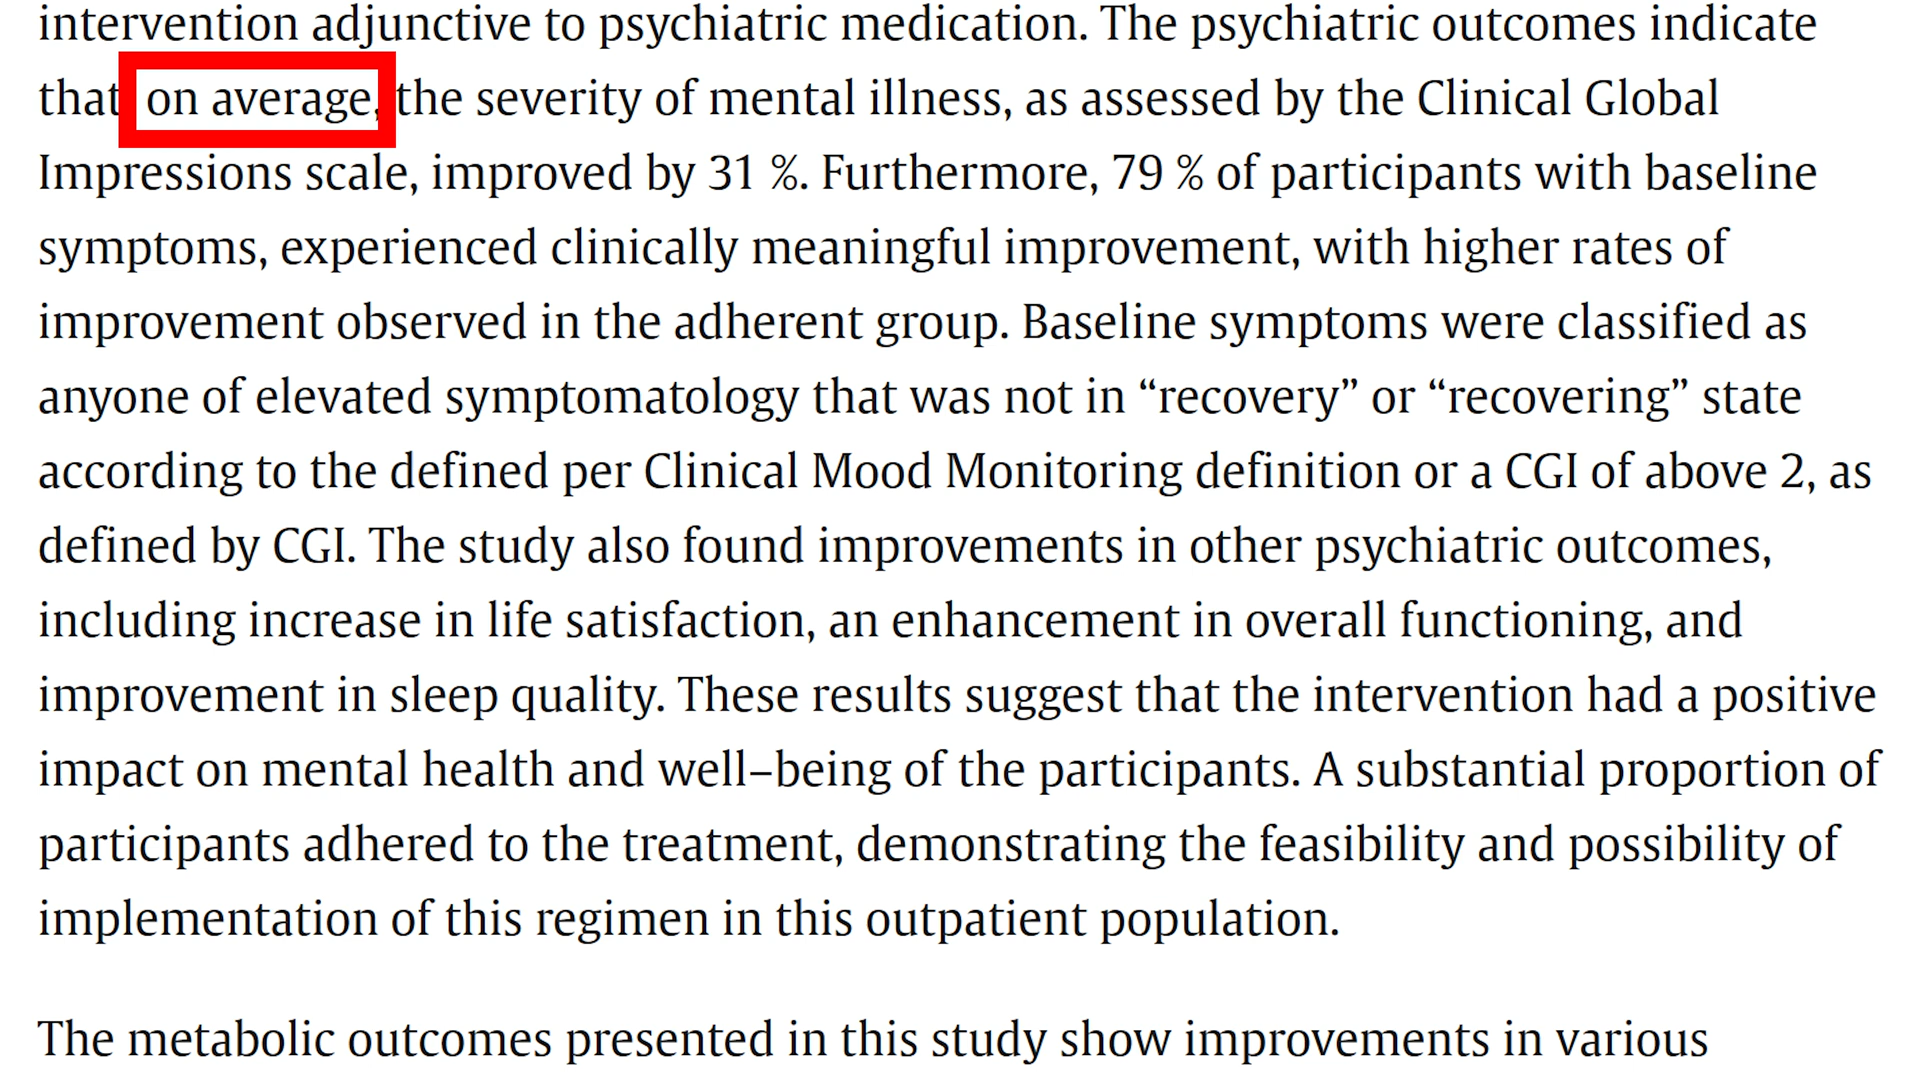 intervention adjunctive to psychiatric medication. The psychiatric outcomes indicate
that on average, the severity of mental illness, as assessed by the Clinical Global
Impressions scale, improved by 31 %. Furthermore, 79 % of participants with baseline
symptoms, experienced clinically meaningful improvement, with higher rates of
improvement observed in the adherent group. Baseline symptoms were classified as
anyone of elevated symptomatology that was not in “recovery” or “recovering” state
according to the defined per Clinical Mood Monitoring definition or a CGI of above 2, as
defined by CGI. The study also found improvements in other psychiatric outcomes,
including increase in life satisfaction, an enhancement in overall functioning, and
improvement in sleep quality. These results suggest that the intervention had a positive
impact on mental health and well–being of the participants. A substantial proportion of
participants adhered to the treatment, demonstrating the feasibility and possibility of
implementation of this regimen in this outpatient population.
The metabolic outcomes presented in this study show improvements in various